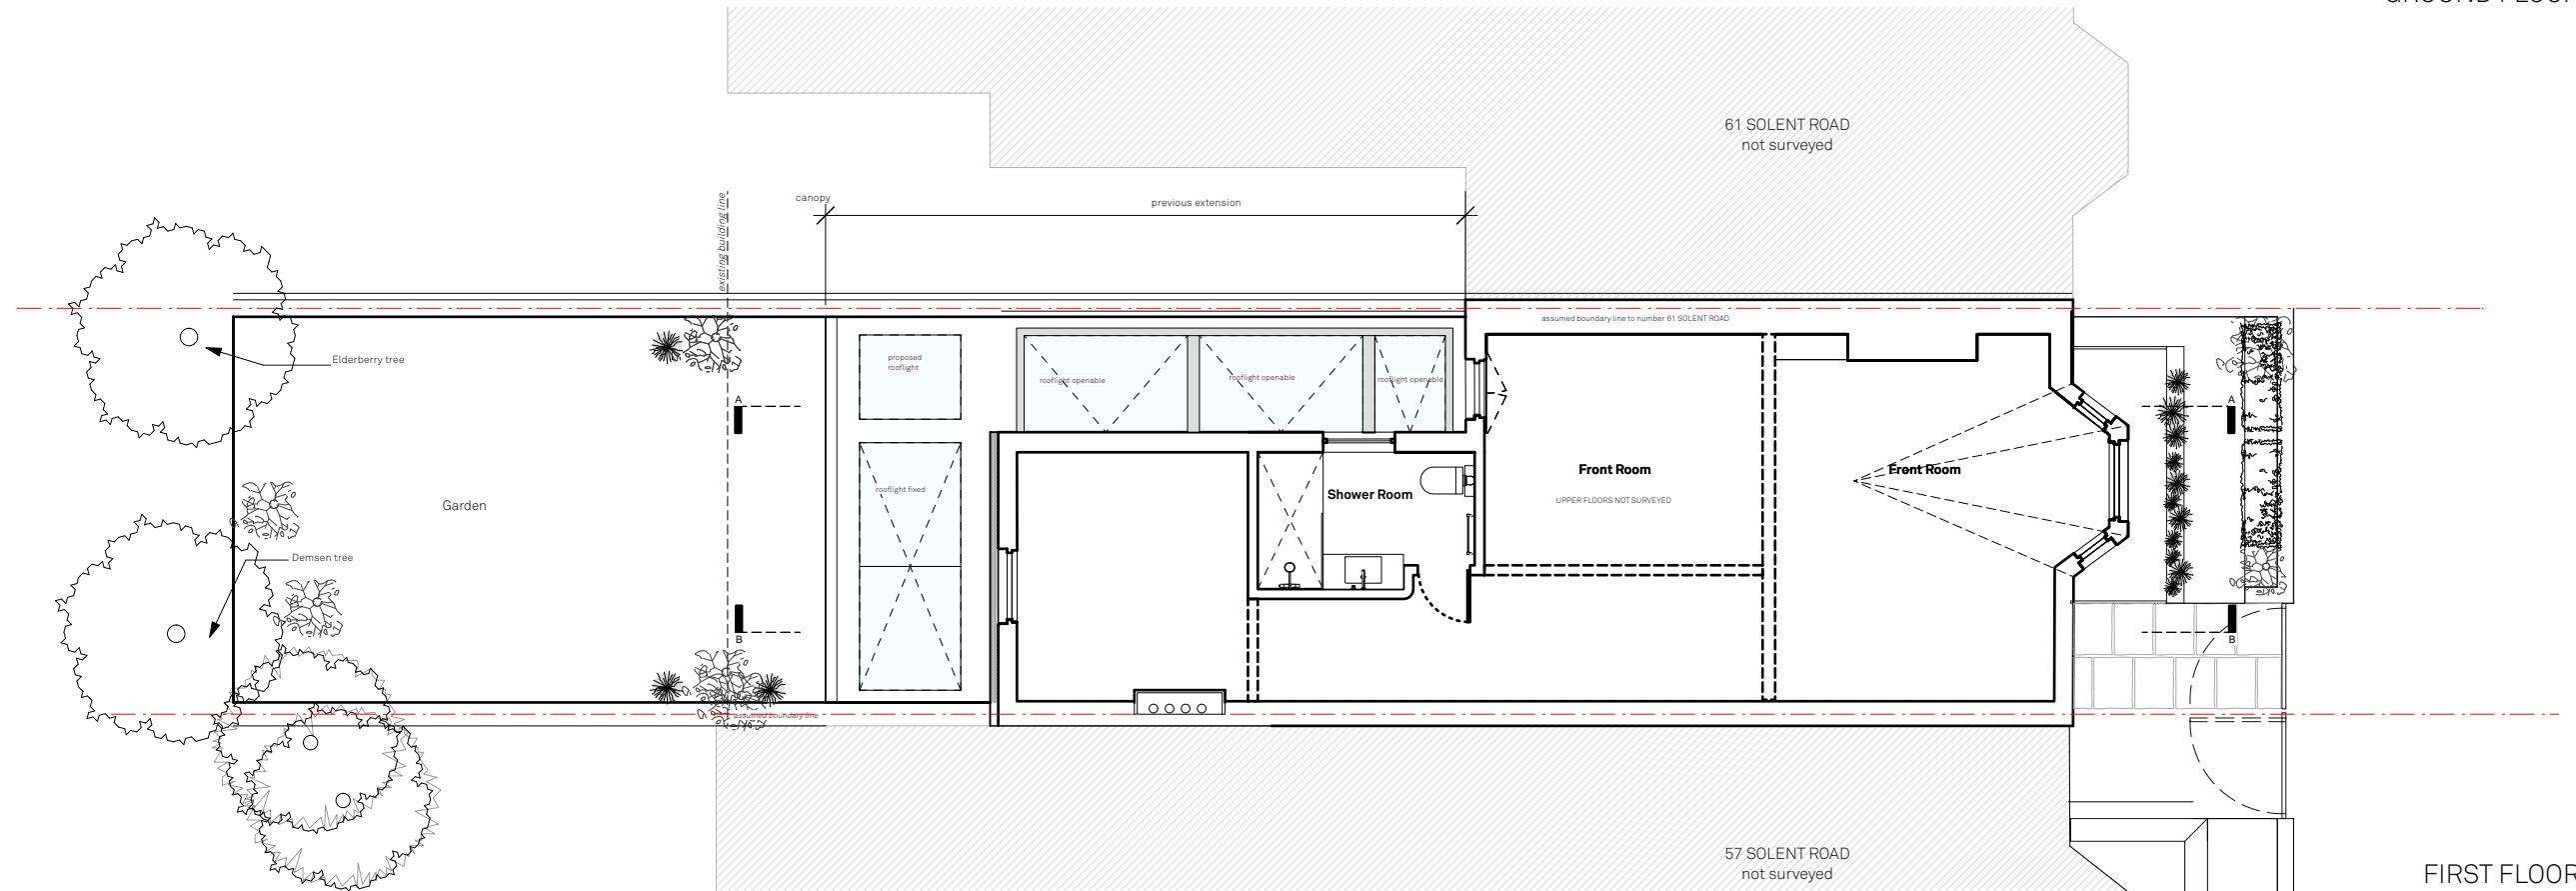 GROUND FLOOR
61 SOLENT ROAD
not surveyed
existing building line
canopy
previous extension
assumed boundary line to number 61 SOLENT ROAD
Elderberry tree
proposed
rooflight
rooflight openable
rooflight openable
rooflight openable
A
A
Front Room
Front Room
Shower Room
rooflight fixed
UPPER FLOORS NOT SURVEYED
Garden
Demsen tree
B
B
assumed boundary line
57 SOLENT ROAD
not surveyed
FIRST FLOOR